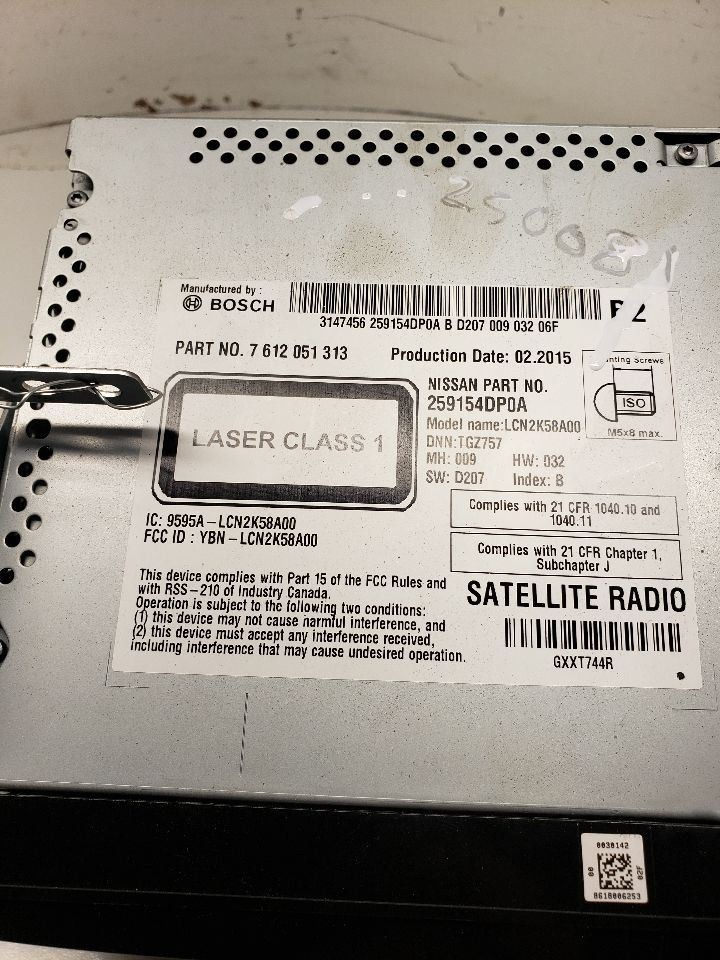 250081
Manufactured by :
BOSCH
3147456 259154DP0A B D207 009 032 06F
PART NO. 7 612 051 313
Production Date: 02.2015
NISSAN PART NO.
259154DP0A
Model name:LCN2K58A00
DNN:TGZ757
MH: 009 HW: 032
SW: D207 Index: B
Screws
ISO
M5x8 max.
LASER CLASS 1
IC: 9595A-LCN2K58A00
FCC ID : YBN-LCN2K58A00
Complies with 21 CFR 1040.10 and
1040.11
Complies with 21 CFR Chapter 1,
Subchapter J
This device complies with Part 15 of the FCC Rules and
with RSS-210 of Industry Canada.
Operation is subject to the following two conditions:
(1) this device may not cause harmful interference, and
(2) this device must accept any interference received,
including interference that may cause undesired operation.
SATELLITE RADIO
GXXT744R
0030142
00
02F
8618006253